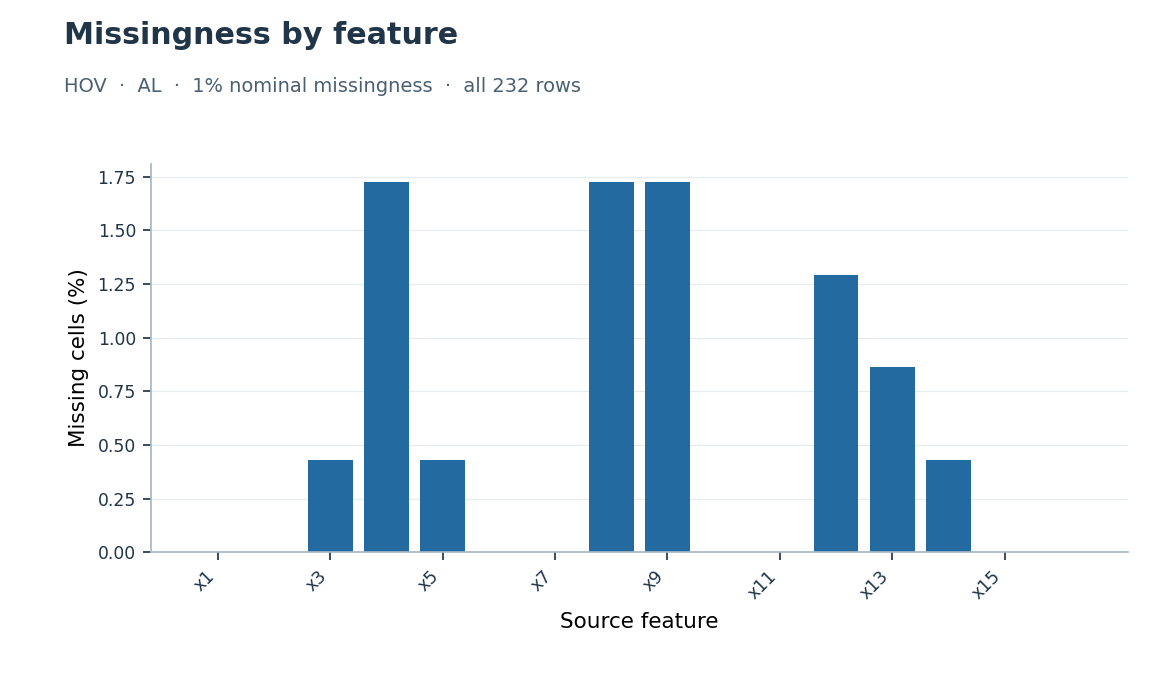 Missingness by feature
HOV · AL · 1% nominal missingness · all 232 rows
Missing cells (%)
1.75
1.50
1.25
1.00
0.75
0.50
0.25
0.00
x1
x3
x5
x7
x9
x11
x13
x15
Source feature